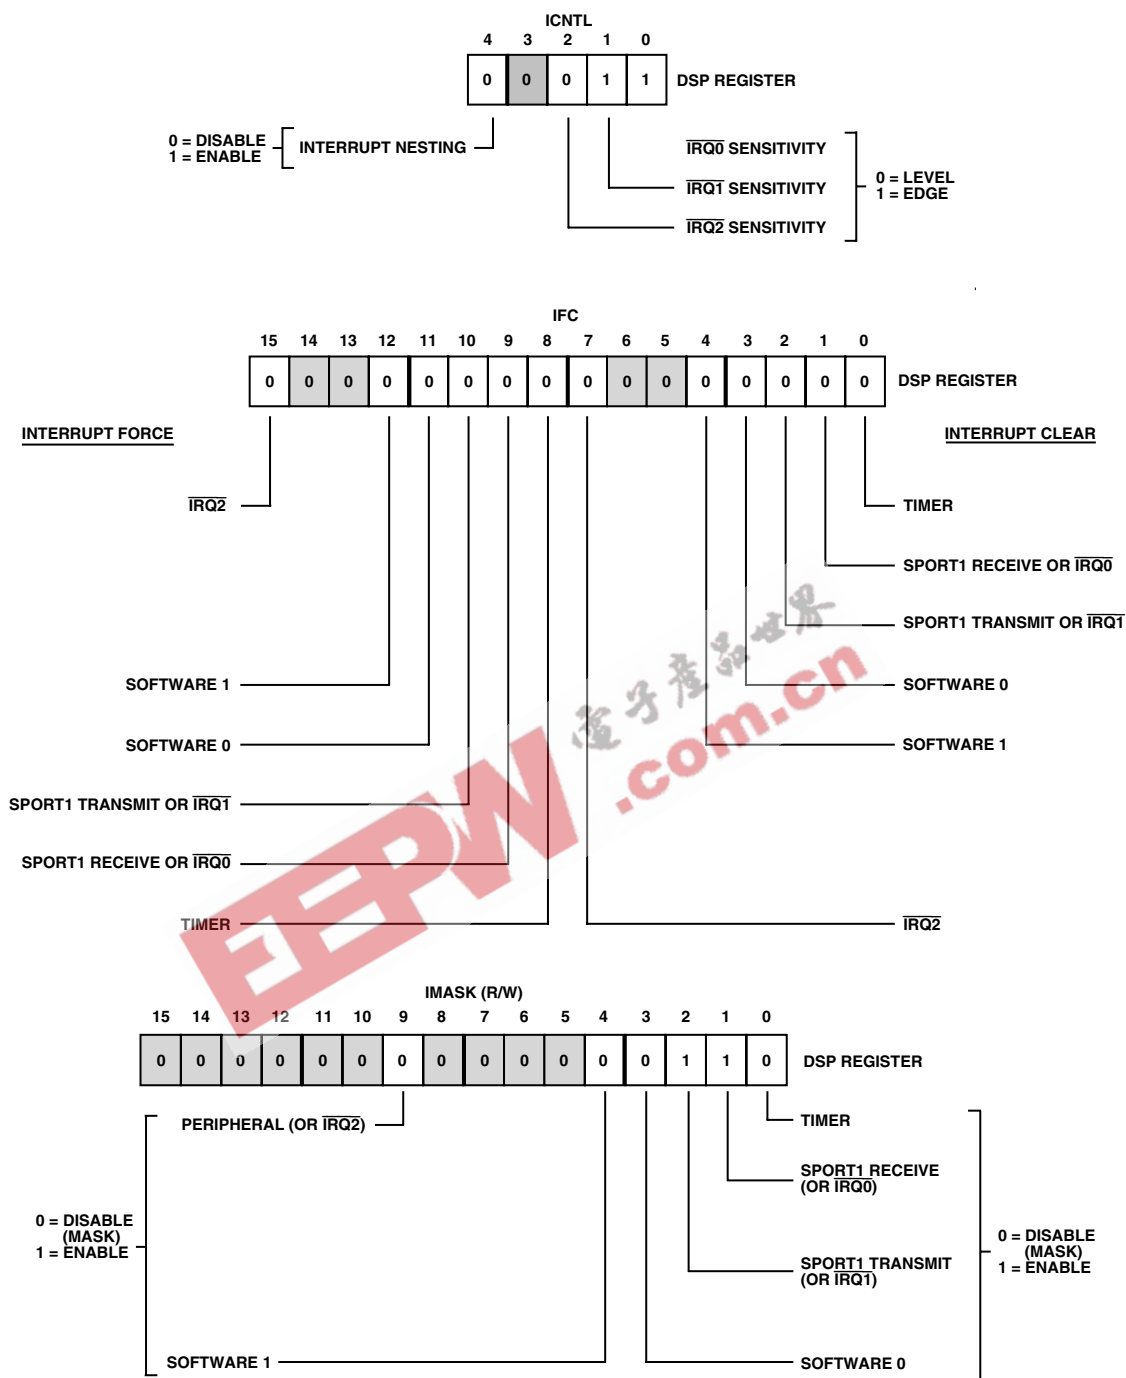 ICNTL
4 3 2 1 0
0 0 0 1 1 DSP REGISTER
0 = DISABLE
1 = ENABLE
INTERRUPT NESTING
IRQ0 SENSITIVITY
IRQ1 SENSITIVITY
IRQ2 SENSITIVITY
0 = LEVEL
1 = EDGE
IFC
15 14 13 12 11 10 9 8 7 6 5 4 3 2 1 0
0 0 0 0 0 0 0 0 0 0 0 0 0 0 0 0 DSP REGISTER
INTERRUPT FORCE
INTERRUPT CLEAR
IRQ2
TIMER
SPORT1 RECEIVE OR IRQ0
SPORT1 TRANSMIT OR IRQ1
SOFTWARE 1
SOFTWARE 0
SOFTWARE 0
SOFTWARE 1
SPORT1 TRANSMIT OR IRQ1
SPORT1 RECEIVE OR IRQ0
TIMER
IRQ2
EEPW
電子產品世界
.com.cn
IMASK (R/W)
15 14 13 12 11 10 9 8 7 6 5 4 3 2 1 0
0 0 0 0 0 0 0 0 0 0 0 0 0 1 1 0 DSP REGISTER
PERIPHERAL (OR IRQ2)
TIMER
SPORT1 RECEIVE
(OR IRQ0)
0 = DISABLE
(MASK)
1 = ENABLE
0 = DISABLE
(MASK)
1 = ENABLE
SPORT1 TRANSMIT
(OR IRQ1)
SOFTWARE 1
SOFTWARE 0